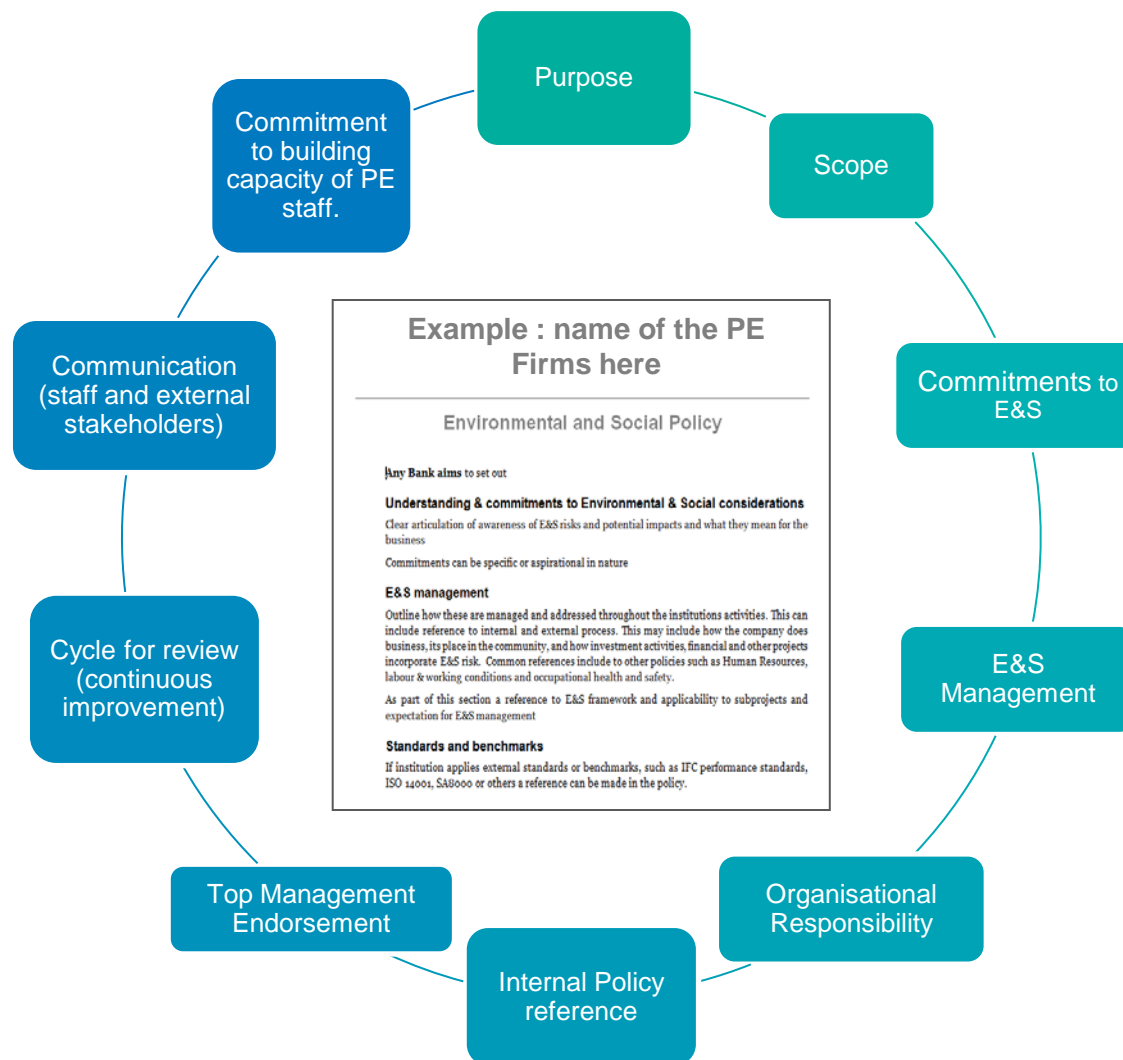 Purpose
Scope
Commitments to
E&S
E&S
Management
Organisational
Responsibility
Internal Policy
reference
Top Management
Endorsement
Cycle for review
(continuous
improvement)
Communication
(staff and external
stakeholders)
Commitment
to building
capacity of PE
staff.
Example : name of the PE
Firms here
Environmental and Social Policy
Any Bank aims to set out
Understanding & commitments to Environmental & Social considerations
Clear articulation of awareness of E&S risks and potential impacts and what they mean for the
business
Commitments can be specific or aspirational in nature
E&S management
Outline how these are managed and addressed throughout the institutions activities. This can
include reference to internal and external process. This may include how the company does
business, its place in the community, and how investment activities, financial and other projects
incorporate E&S risk. Common references include to other policies such as Human Resources,
labour & working conditions and occupational health and safety.
As part of this section a reference to E&S framework and applicability to subprojects and
expectation for E&S management
Standards and benchmarks
If institution applies external standards or benchmarks, such as IFC performance standards,
ISO 14001, SA8000 or others a reference can be made in the policy.